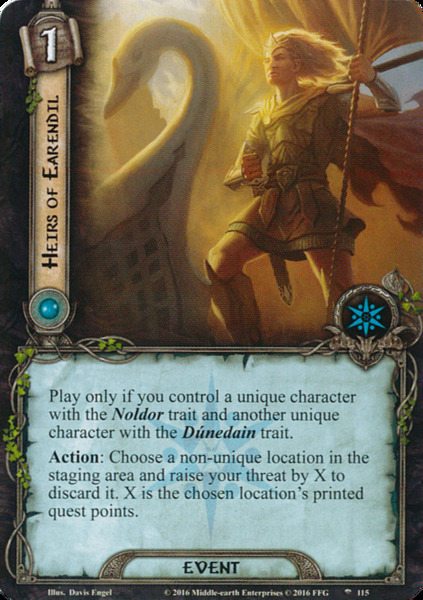 1
Heirs of Earendil
Play only if you control a unique character
with the Noldor trait and another unique
character with the Dúnedain trait.
Action: Choose a non-unique location in the
staging area and raise your threat by X to
discard it. X is the chosen location's printed
quest points.
EVENT
Illus. Davis Engel © 2016 Middle-earth Enterprises © 2016 FFG 115